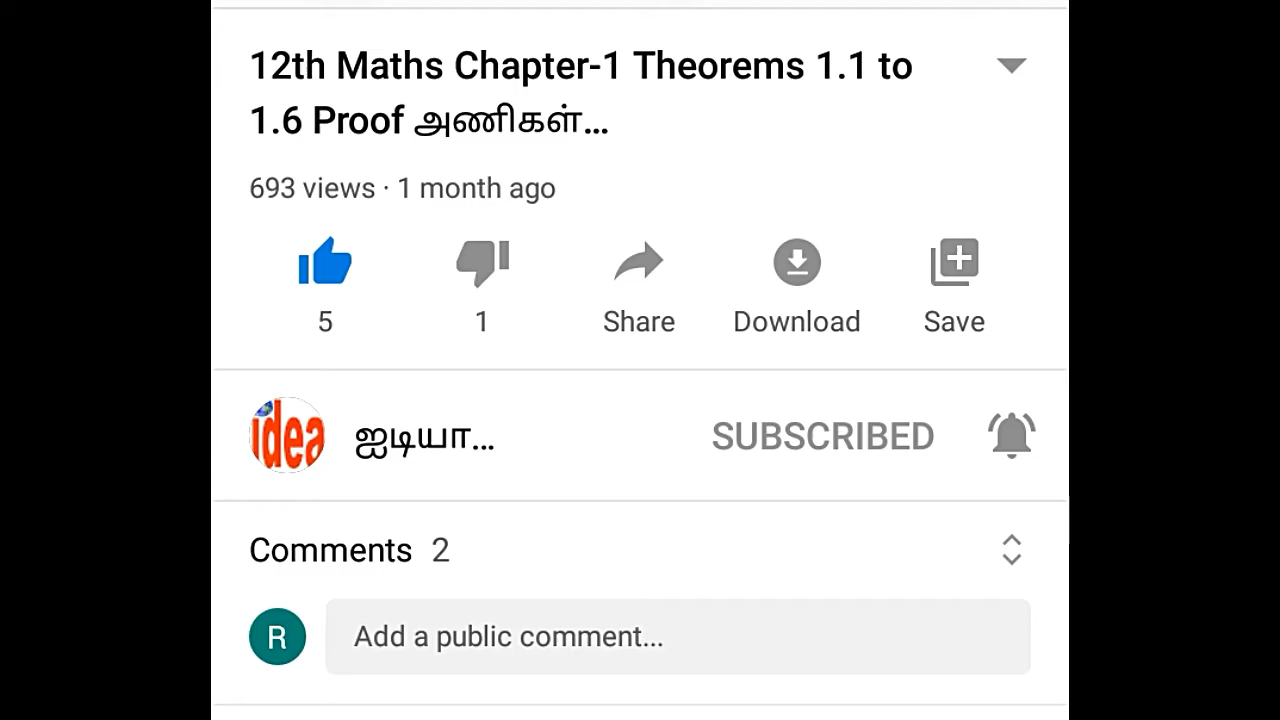 12th Maths Chapter-1 Theorems 1.1 to
1.6 Proof அணிகள்...
693 views · 1 month ago
5 1 Share Download Save
idea ஐடியா... SUBSCRIBED
Comments 2
R Add a public comment...